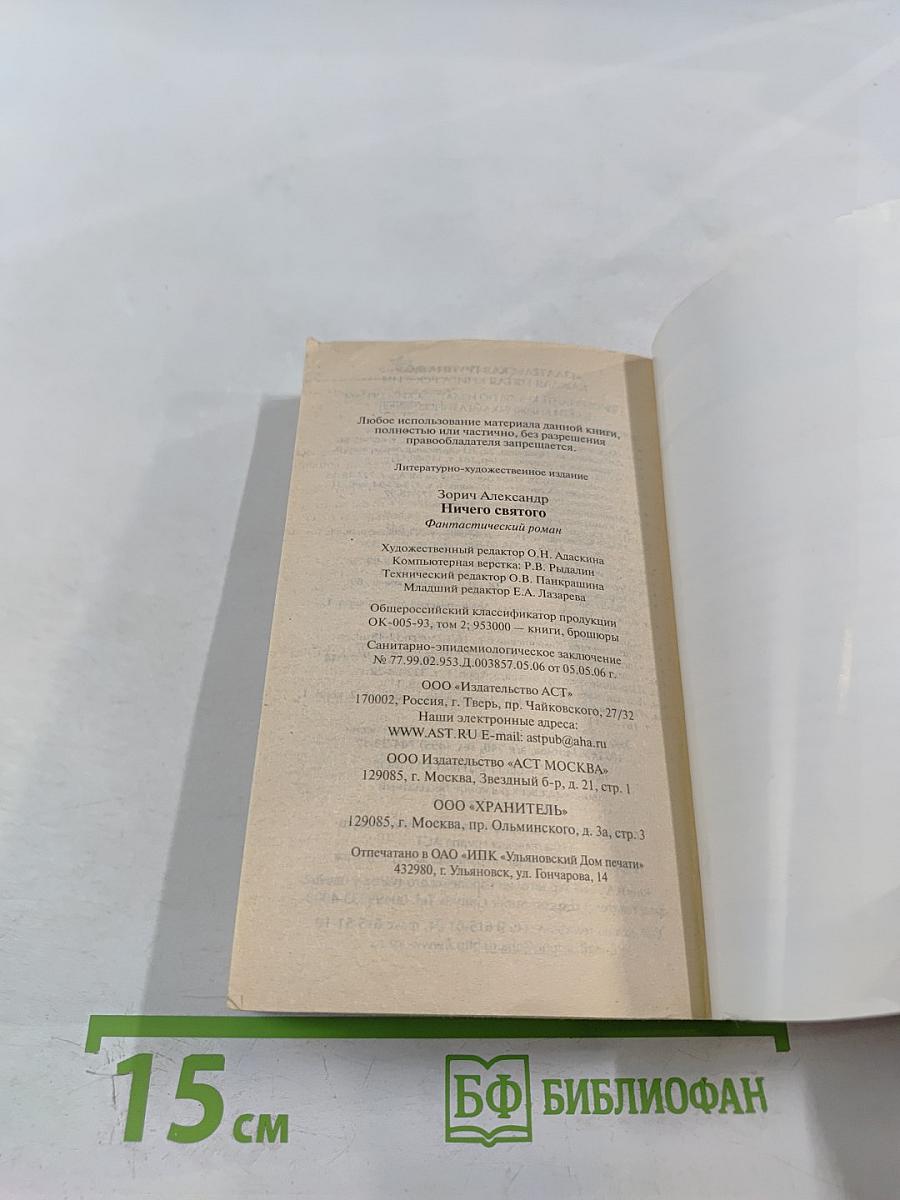 Любое использование материала данной книги,
полностью или частично, без разрешения
правообладателя запрещается.
Литературно-художественное издание
Зорич Александр
Ничего святого
Фантастический роман
Художественный редактор О.Н. Адаскина
Компьютерная верстка: Р.В. Рыдалин
Технический редактор О.В. Панкрашина
Младший редактор Е.А. Лазарева
Общероссийский классификатор продукции
ОК-005-93, том 2; 953000 — книги, брошюры
Санитарно-эпидемиологическое заключение
№ 77.99.02.953.Д.003857.05.06 от 05.05.06 г.
ООО «Издательство АСТ»
170002, Россия, г. Тверь, пр. Чайковского, 27/32
Наши электронные адреса:
WWW.AST.RU E-mail: astpub@aha.ru
ООО Издательство «АСТ МОСКВА»
129085, г. Москва, Звездный б-р, д. 21, стр. 1
ООО «ХРАНИТЕЛЬ»
129085, г. Москва, пр. Ольминского, д. 3а, стр. 3
Отпечатано в ОАО «ИПК «Ульяновский Дом печати»
432980, г. Ульяновск, ул. Гончарова, 14
15 см
БФ БИБЛИОФАН